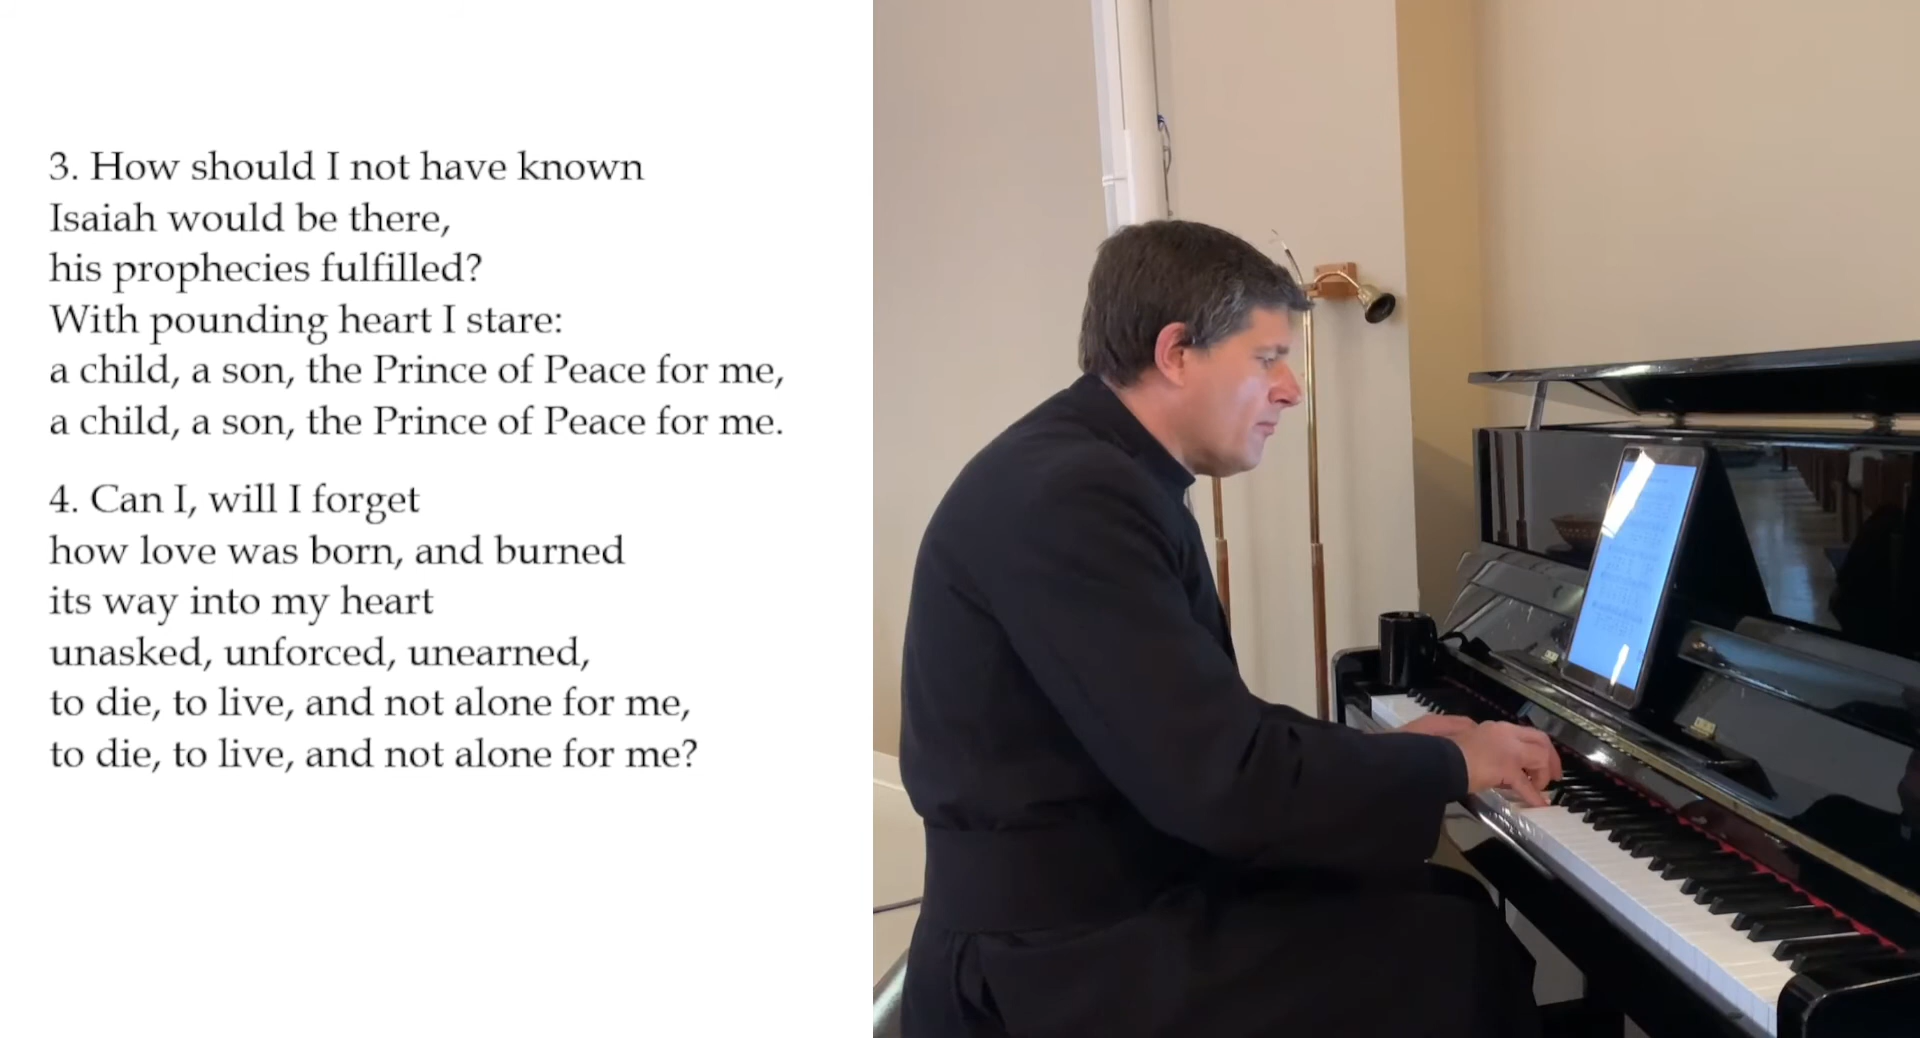 3. How should I not have known
Isaiah would be there,
his prophecies fulfilled?
With pounding heart I stare:
a child, a son, the Prince of Peace for me,
a child, a son, the Prince of Peace for me.
4. Can I, will I forget
how love was born, and burned
its way into my heart
unasked, unforced, unearned,
to die, to live, and not alone for me,
to die, to live, and not alone for me?